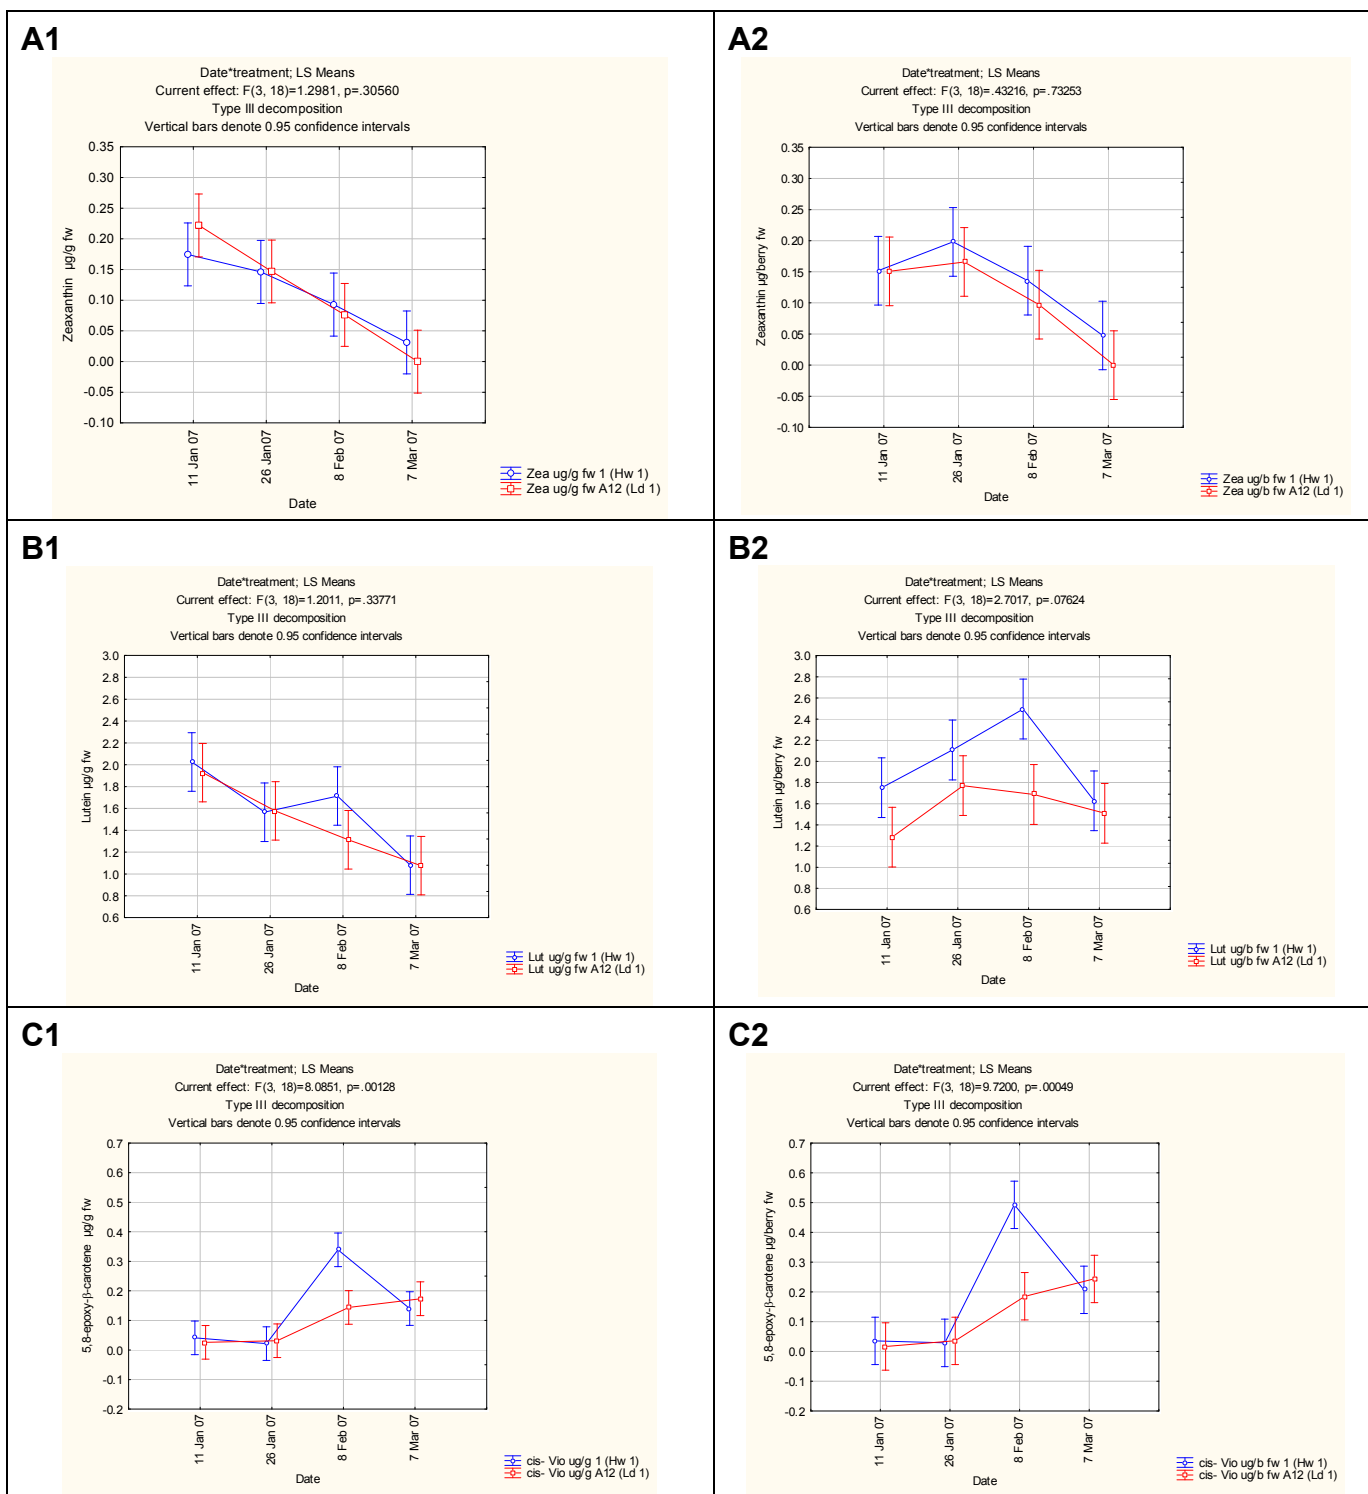 A1
Date*treatment; LS Means
Current effect: F(3, 18)=1.2981, p=.30560
Type III decomposition
Vertical bars denote 0.95 confidence intervals
0.35
0.30
0.25
0.20
0.15
0.10
0.05
0.00
-0.05
-0.10
Zeaxanthin µg/g fw
11 Jan 07
26 Jan07
8 Feb 07
7 Mar 07
Date
Zea ug/g fw 1 (Hw 1)
Zea ug/g fw A12 (Ld 1)
A2
Date*treatment; LS Means
Current effect: F(3, 18)=.43216, p=.73253
Type III decomposition
Vertical bars denote 0.95 confidence intervals
0.35
0.30
0.25
0.20
0.15
0.10
0.05
0.00
-0.05
-0.10
Zeaxanthin µg/berry fw
11 Jan 07
26 Jan 07
8 Feb 07
7 Mar 07
Date
Zea ug/b fw 1 (Hw 1)
Zea ug/b fw A12 (Ld 1)
B1
Date*treatment; LS Means
Current effect: F(3, 18)=1.2011, p=.33771
Type III decomposition
Vertical bars denote 0.95 confidence intervals
3.0
2.8
2.6
2.4
2.2
2.0
1.8
1.6
1.4
1.2
1.0
0.8
0.6
Lutein µg/g fw
11 Jan 07
26 Jan 07
8 Feb 07
7 Mar 07
Date
Lut ug/g fw 1 (Hw 1)
Lut ug/g fw A12 (Ld 1)
B2
Date*treatment; LS Means
Current effect: F(3, 18)=2.7017, p=.07624
Type III decomposition
Vertical bars denote 0.95 confidence intervals
3.0
2.8
2.6
2.4
2.2
2.0
1.8
1.6
1.4
1.2
1.0
0.8
0.6
Lutein µg/berry fw
11 Jan 07
26 Jan 07
8 Feb 07
7 Mar 07
Date
Lut ug/b fw 1 (Hw 1)
Lut ug/b fw A12 (Ld 1)
C1
Date*treatment; LS Means
Current effect: F(3, 18)=8.0851, p=.00128
Type III decomposition
Vertical bars denote 0.95 confidence intervals
0.7
0.6
0.5
0.4
0.3
0.2
0.1
0.0
-0.1
-0.2
5,8-epoxy-β-carotene µg/g fw
11 Jan 07
26 Jan 07
8 Feb 07
7 Mar 07
Date
cis- Vio ug/g 1 (Hw 1)
cis- Vio ug/g A12 (Ld 1)
C2
Date*treatment; LS Means
Current effect: F(3, 18)=9.7200, p=.00049
Type III decomposition
Vertical bars denote 0.95 confidence intervals
0.7
0.6
0.5
0.4
0.3
0.2
0.1
0.0
-0.1
-0.2
5,8-epoxy-β-carotene µg/berry fw
11 Jan 07
26 Jan 07
8 Feb 07
7 Mar 07
Date
cis- Vio ug/b fw 1 (Hw 1)
cis- Vio ug/b fw A12 (Ld 1)